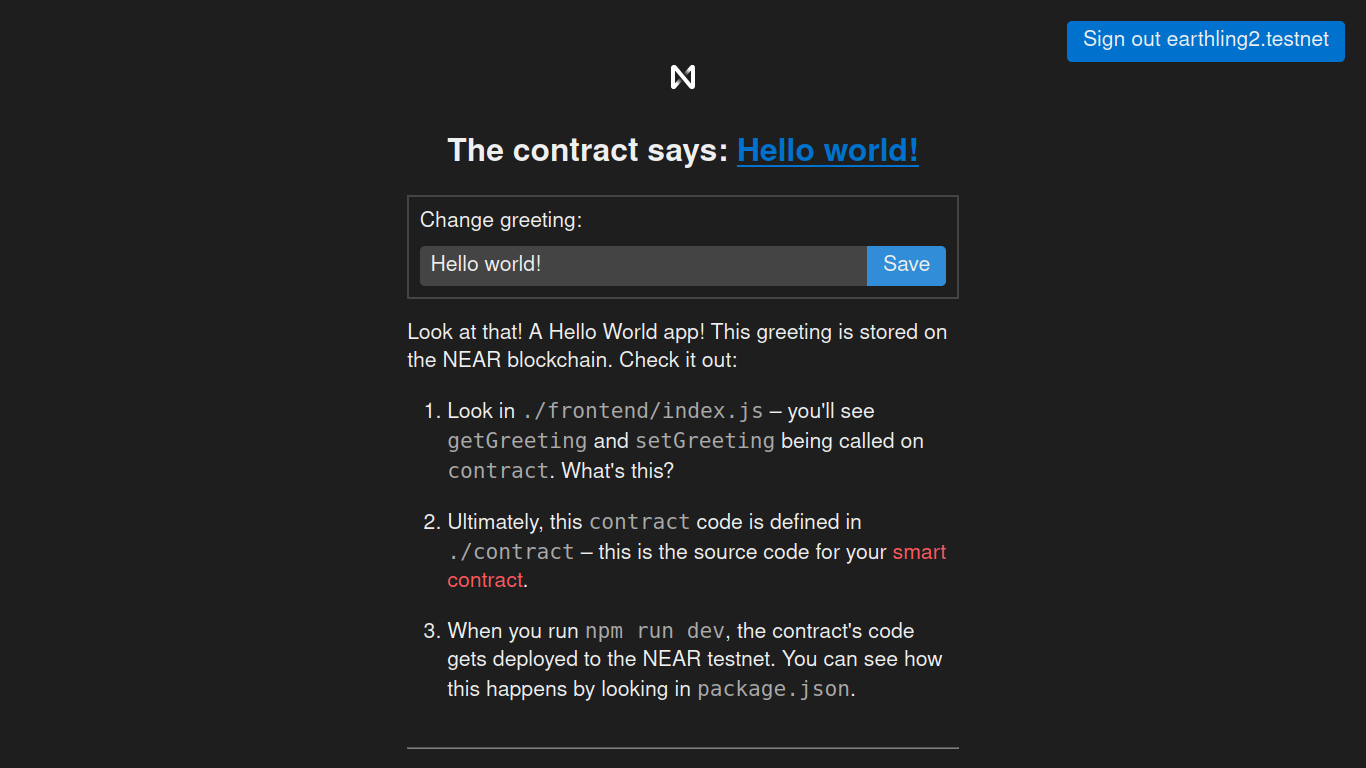 Sign out earthling2.testnet
The contract says: Hello world!
Change greeting:
Hello world!
Save
Look at that! A Hello World app! This greeting is stored on
the NEAR blockchain. Check it out:
1. Look in ./frontend/index.js – you'll see
getGreeting and setGreeting being called on
contract. What's this?
2. Ultimately, this contract code is defined in
./contract – this is the source code for your smart
contract.
3. When you run npm run dev, the contract's code
gets deployed to the NEAR testnet. You can see how
this happens by looking in package.json.